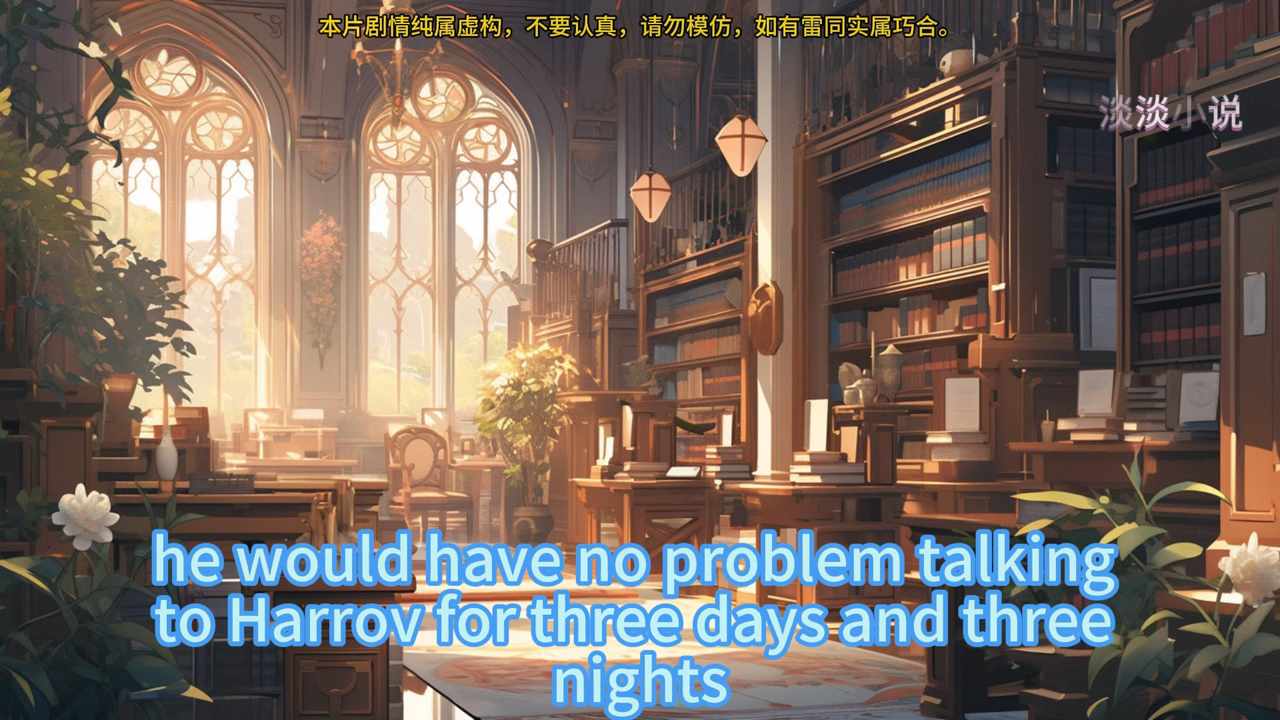 本片剧情纯属虚构，不要认真，请勿模仿，如有雷同实属巧合。
淡淡小说
he would have no problem talking
to Harrov for three days and three
nights